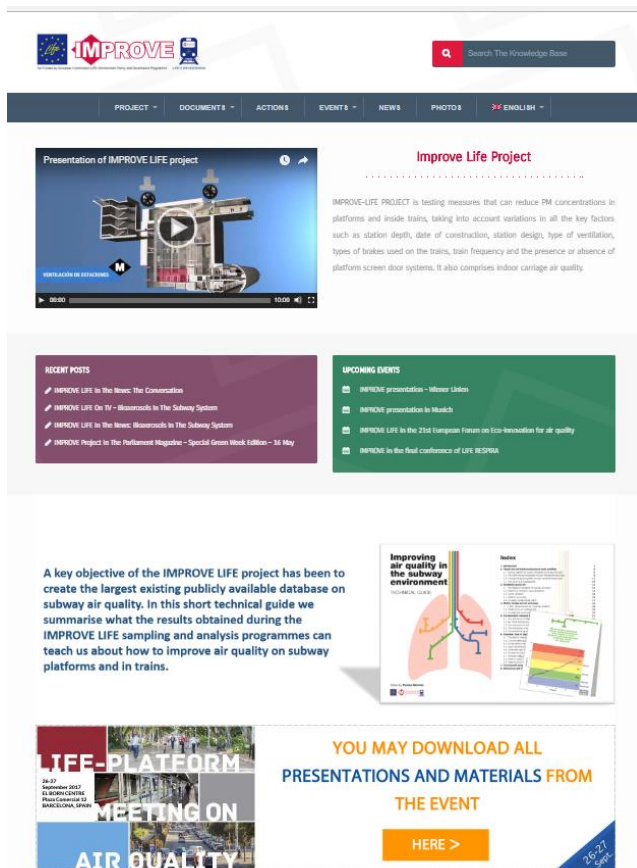 Life
IMPROVE
Search The Knowledge Base
PROJECT
DOCUMENTS
ACTIONS
EVENTS
NEWS
PHOTOS
ENGLISH
Presentation of IMPROVE LIFE project
VENTILACIÓN DE ESTACIONES
M
00:00
10:08
Improve Life Project
IMPROVE-LIFE PROJECT is testing measures that can reduce PM concentrations in
platforms and inside trains, taking into account variations in all the key factors
such as station depth, date of construction, station design, type of ventilation,
types of brakes used on the trains, train frequency and the presence or absence of
platform screen door systems. It also comprises indoor carriage air quality.
RECENT POSTS
IMPROVE LIFE In The News: The Conversation
IMPROVE LIFE On TV – Bioaerosols In The Subway System
IMPROVE LIFE In The News: Bioaerosols In The Subway System
IMPROVE Project In The Parliament Magazine – Special Green Week Edition – 16 May
UPCOMING EVENTS
IMPROVE presentation – Wiener Linien
IMPROVE presentation in Munich
IMPROVE LIFE in the 21st European Forum on Eco-innovation for air quality
IMPROVE in the final conference of LIFE RESPIRA
A key objective of the IMPROVE LIFE project has been to
create the largest existing publicly available database on
subway air quality. In this short technical guide we
summarise what the results obtained during the
IMPROVE LIFE sampling and analysis programmes can
teach us about how to improve air quality on subway
platforms and in trains.
Improving
air quality in
the subway
environment
TECHNICAL GUIDE
LIFE-PLATFORM
26-27
September 2017
EL BORN CENTRE
Plaza Comercial 12
BARCELONA, SPAIN
MEETING ON
AIR QUALITY
YOU MAY DOWNLOAD ALL
PRESENTATIONS AND MATERIALS FROM
THE EVENT
HERE >
26-27
Sept.